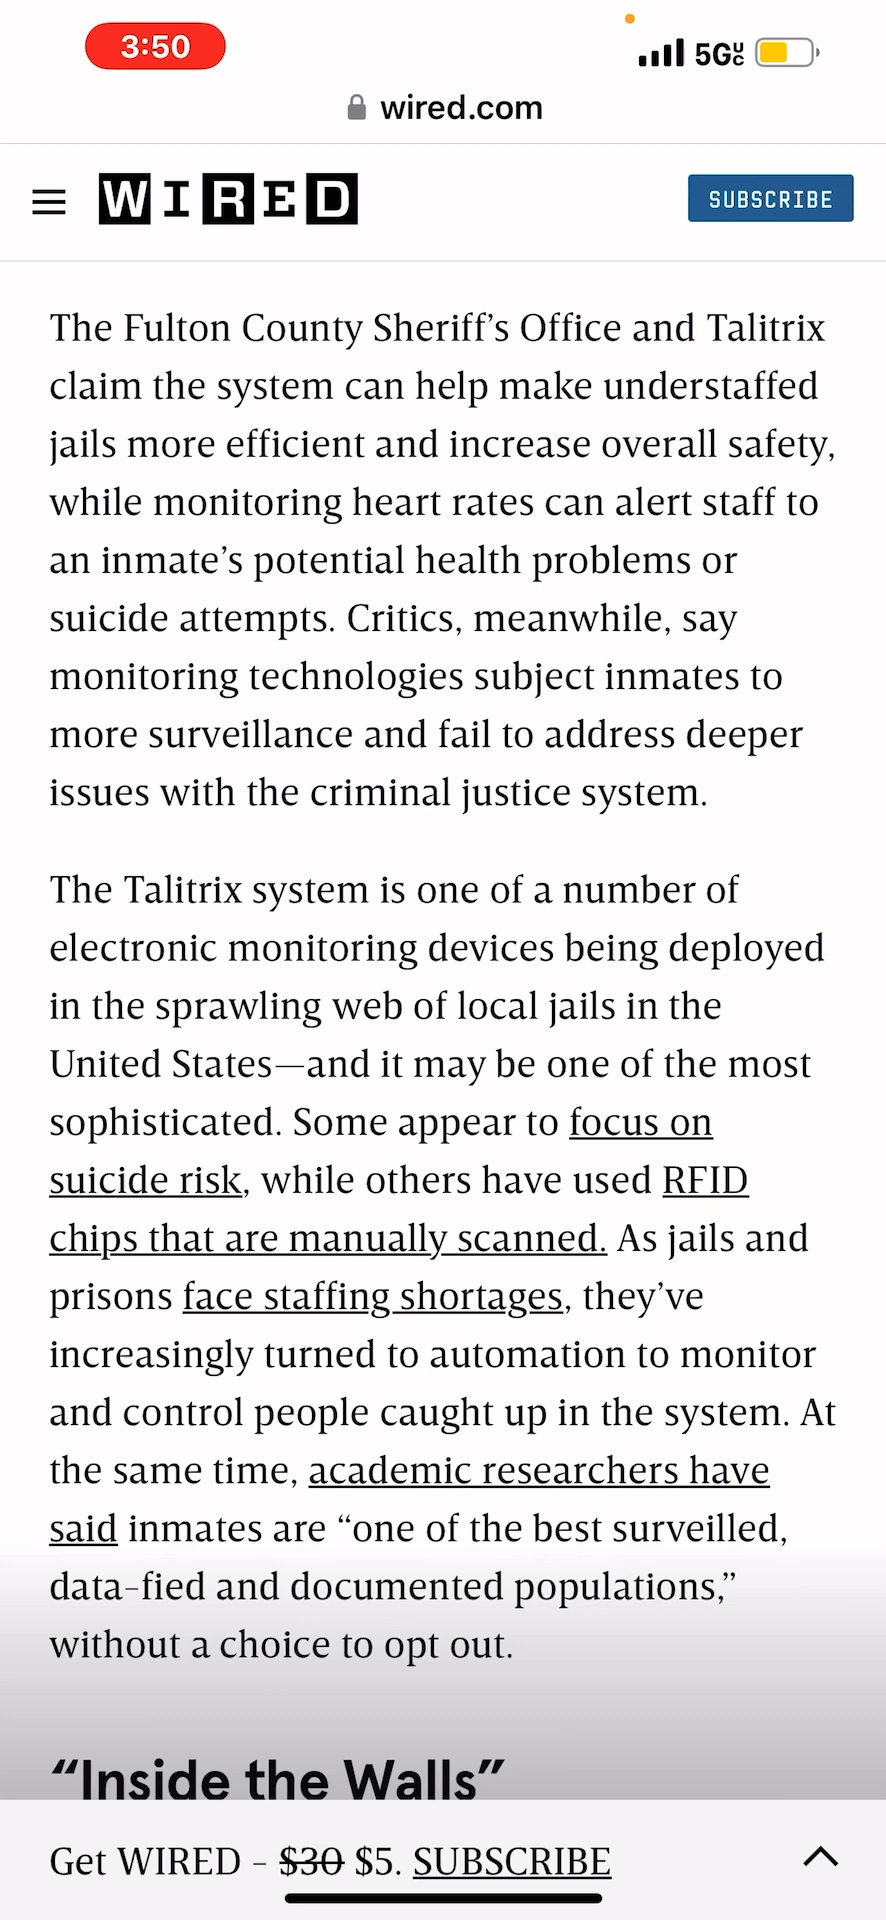 3:50
5GUC
wired.com
WIRED
SUBSCRIBE
The Fulton County Sheriff’s Office and Talitrix
claim the system can help make understaffed
jails more efficient and increase overall safety,
while monitoring heart rates can alert staff to
an inmate’s potential health problems or
suicide attempts. Critics, meanwhile, say
monitoring technologies subject inmates to
more surveillance and fail to address deeper
issues with the criminal justice system.
The Talitrix system is one of a number of
electronic monitoring devices being deployed
in the sprawling web of local jails in the
United States—and it may be one of the most
sophisticated. Some appear to focus on
suicide risk, while others have used RFID
chips that are manually scanned. As jails and
prisons face staffing shortages, they’ve
increasingly turned to automation to monitor
and control people caught up in the system. At
the same time, academic researchers have
said inmates are “one of the best surveilled,
data-fied and documented populations,”
without a choice to opt out.
“Inside the Walls”
Get WIRED - $30 $5. SUBSCRIBE